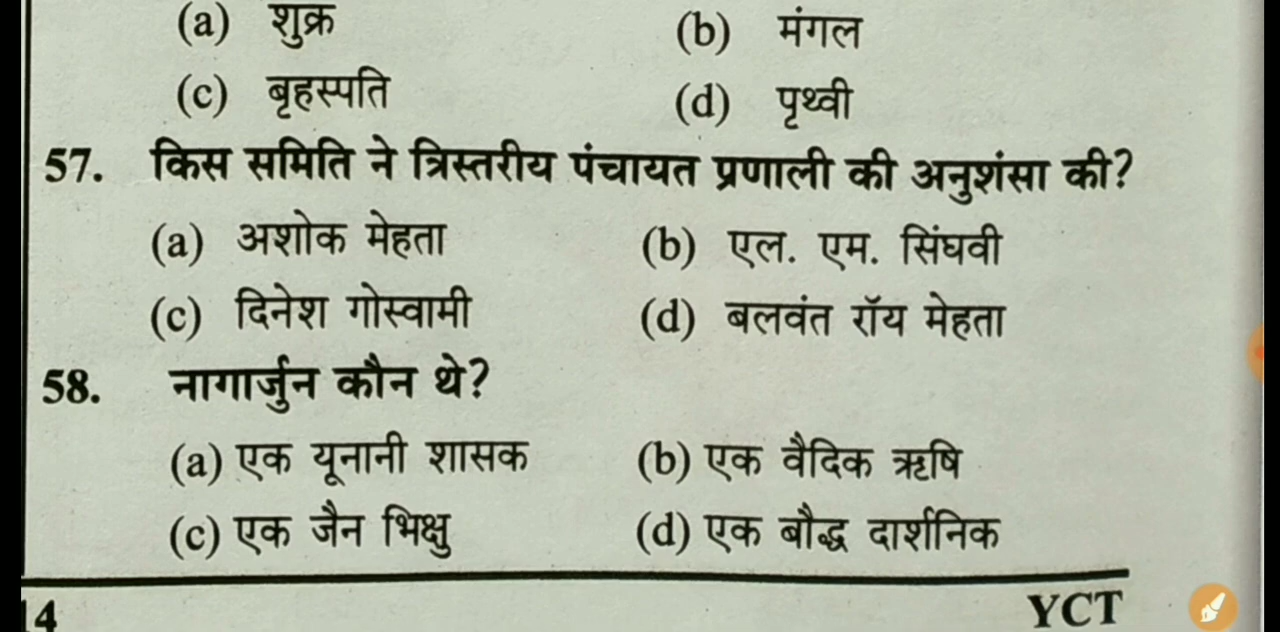 (a) शुक्र (b) मंगल
(c) बृहस्पति (d) पृथ्वी
57. किस समिति ने त्रिस्तरीय पंचायत प्रणाली की अनुशंसा की?
(a) अशोक मेहता (b) एल. एम. सिंघवी
(c) दिनेश गोस्वामी (d) बलवंत रॉय मेहता
58. नागार्जुन कौन थे?
(a) एक यूनानी शासक (b) एक वैदिक ऋषि
(c) एक जैन भिक्षु (d) एक बौद्ध दार्शनिक
14 YCT